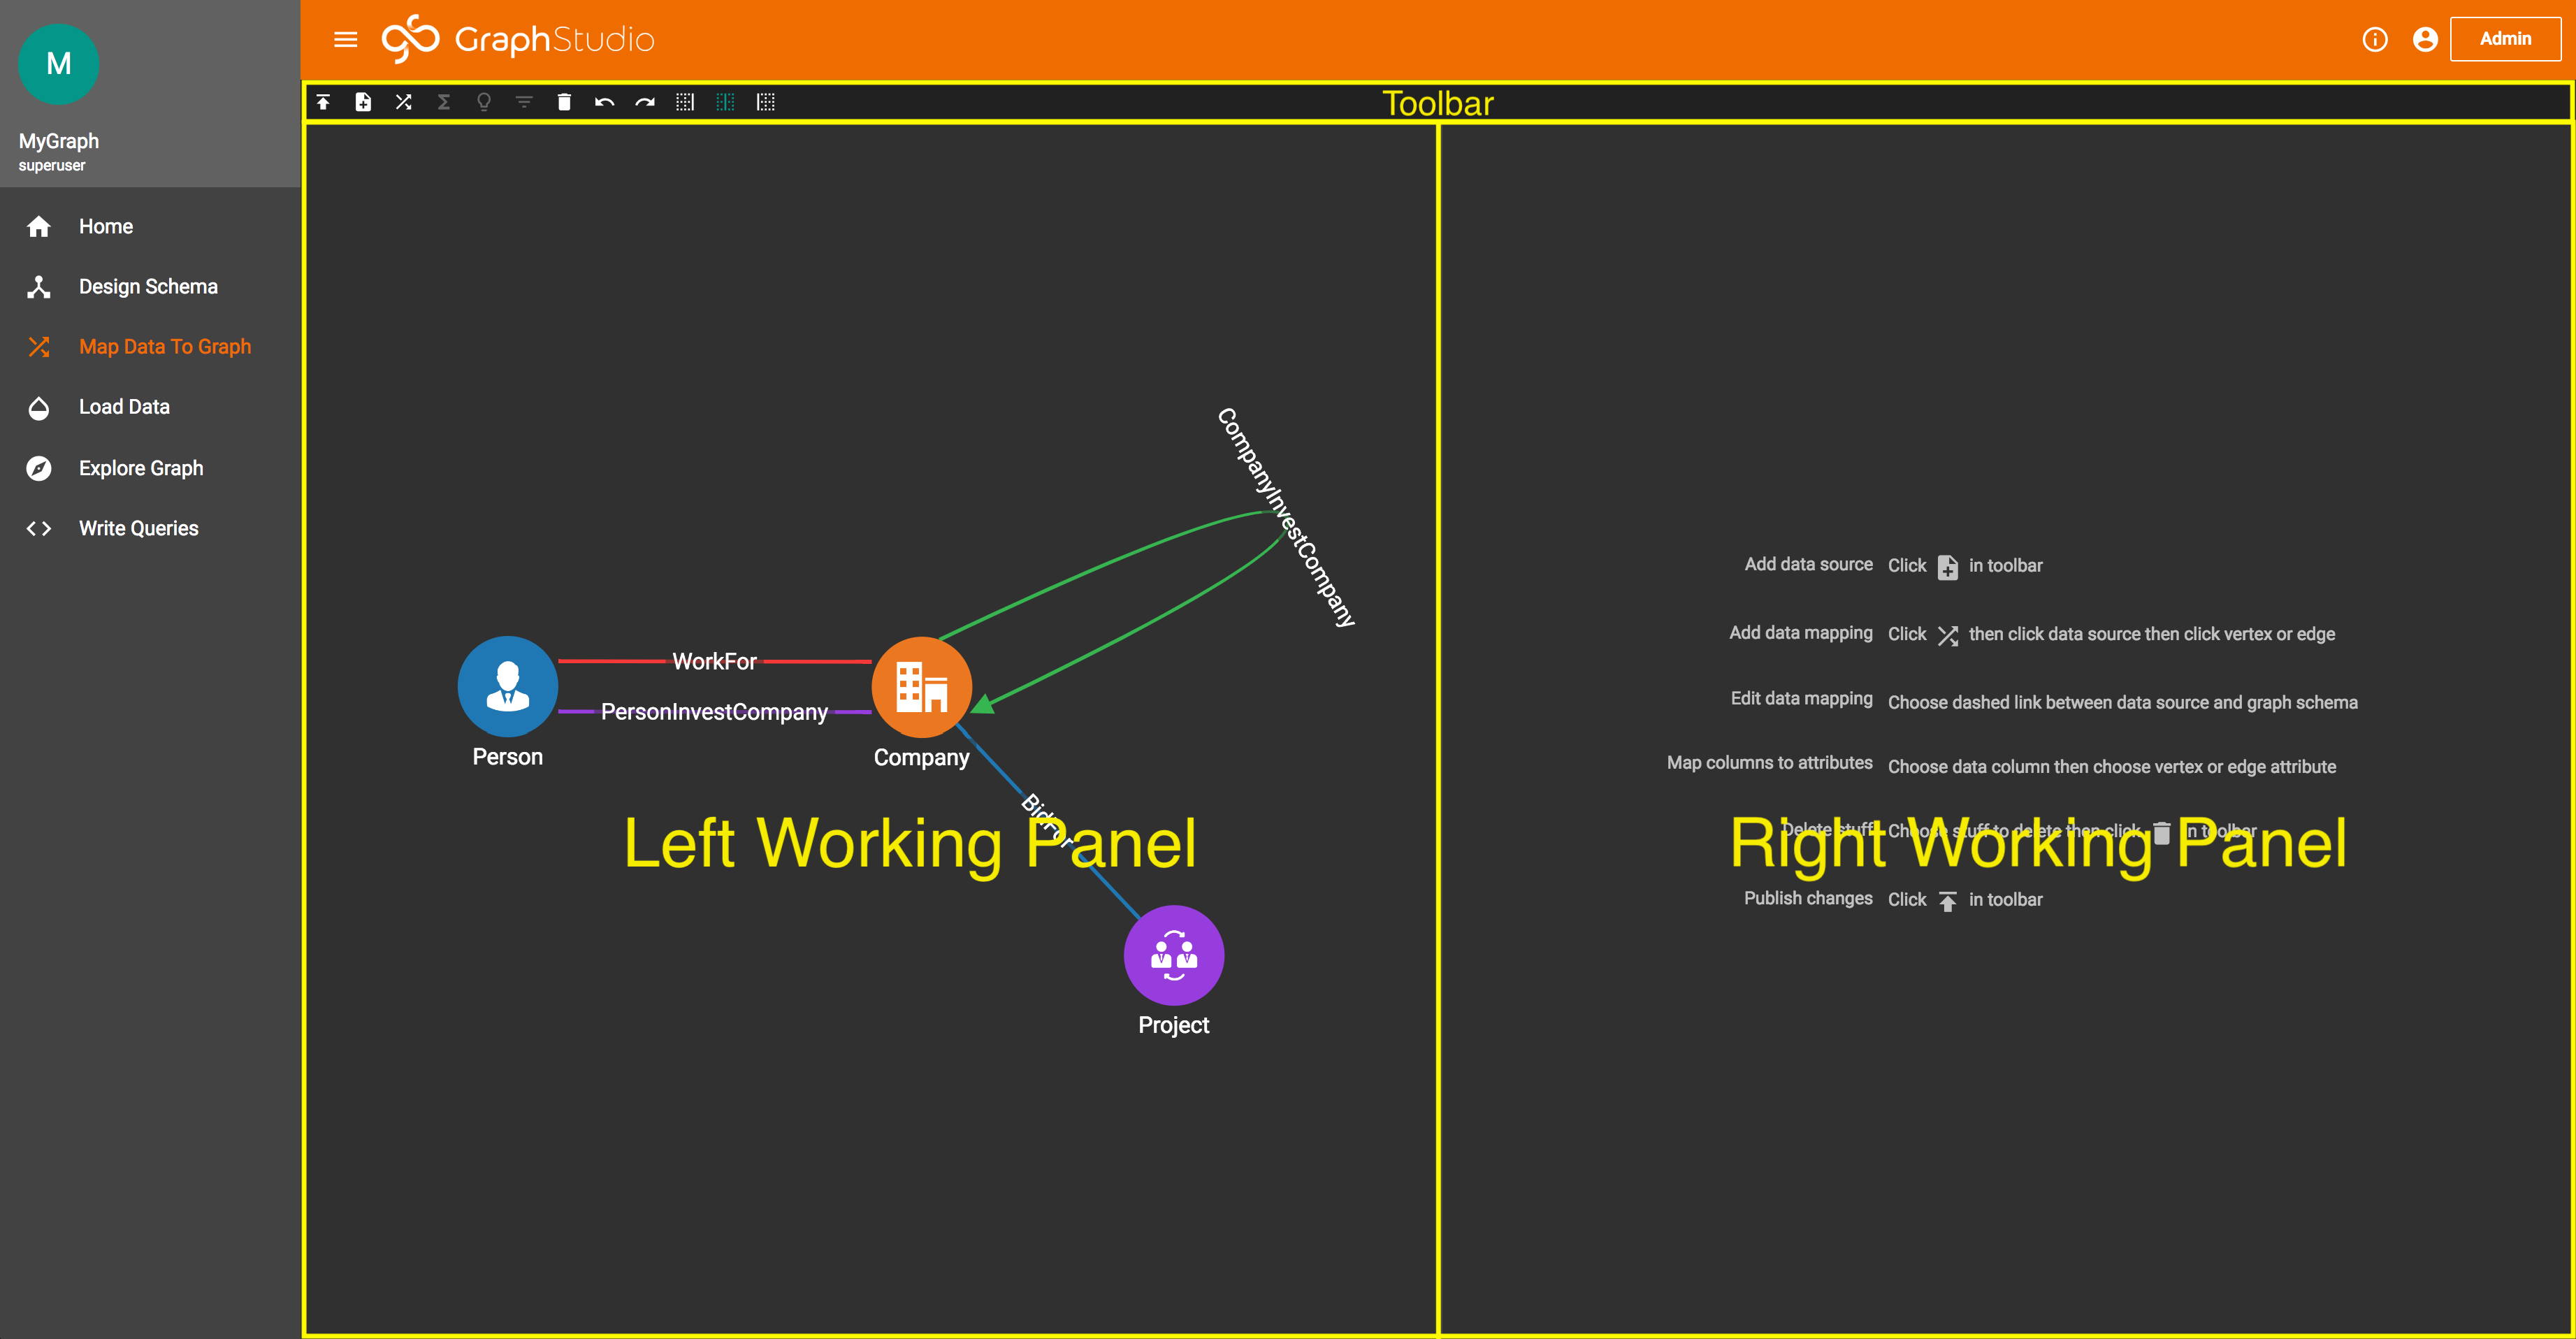 M
MyGraph
superuser
Home
Design Schema
Map Data To Graph
Load Data
Explore Graph
Write Queries
GraphStudio
Admin
Toolbar
CompanyInvestCompany
WorkFor
PersonInvestCompany
Person
Company
BidFor
Left Working Panel
Project
Add data source Click in toolbar
Add data mapping Click then click data source then click vertex or edge
Edit data mapping Choose dashed link between data source and graph schema
Map columns to attributes Choose data column then choose vertex or edge attribute
Delete stuff Choose stuff to delete then click in toolbar
Right Working Panel
Publish changes Click in toolbar